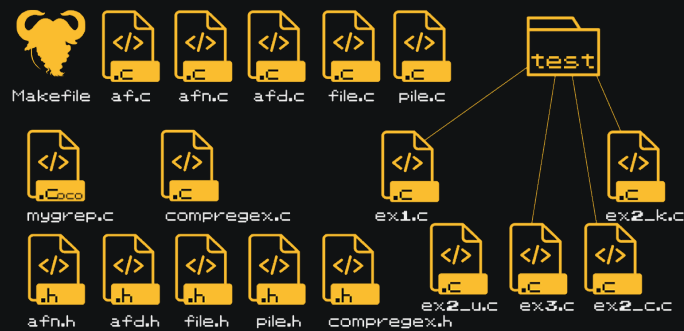 .c .c .c .c .c
test
Makefile af.c afn.c afd.c file.c pile.c
.Coco .c .c .c
mygrep.c compregex.c ex1.c ex2_k.c
.h .h .h .h .h .c .c .c
ex2_u.c ex3.c ex2_c.c
afn.h afd.h file.h pile.h compregex.h